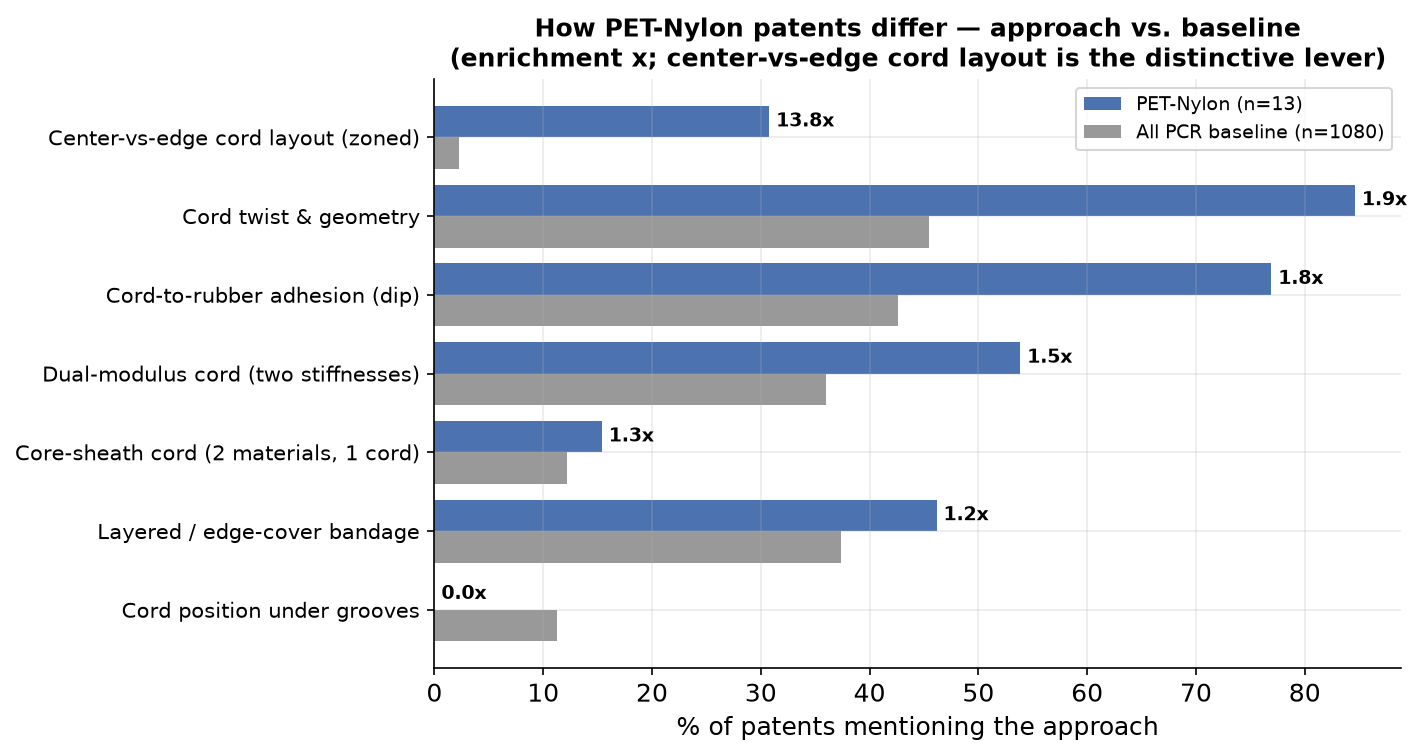 How PET-Nylon patents differ — approach vs. baseline
(enrichment x; center-vs-edge cord layout is the distinctive lever)
PET-Nylon (n=13)
All PCR baseline (n=1080)
Center-vs-edge cord layout (zoned)
13.8x
Cord twist & geometry
1.9x
Cord-to-rubber adhesion (dip)
1.8x
Dual-modulus cord (two stiffnesses)
1.5x
Core-sheath cord (2 materials, 1 cord)
1.3x
Layered / edge-cover bandage
1.2x
Cord position under grooves
0.0x
0 10 20 30 40 50 60 70 80
% of patents mentioning the approach